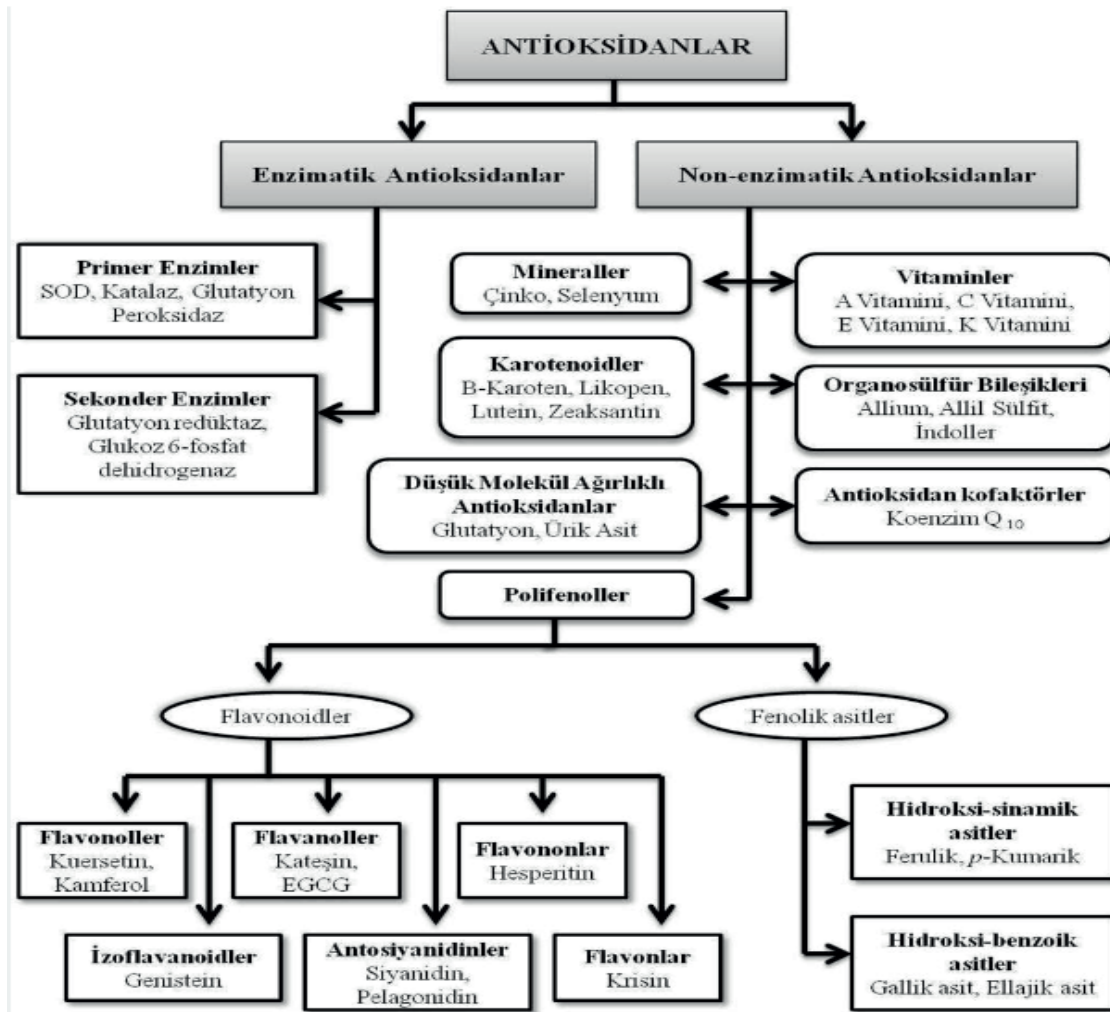 ANTİOKSİDANLAR
Enzimatik Antioksidanlar
Non-enzimatik Antioksidanlar
Primer Enzimler
SOD, Katalaz, Glutatyon
Peroksidaz
Mineraller
Çinko, Selenyum
Vitaminler
A Vitamini, C Vitamini,
E Vitamini, K Vitamini
Sekonder Enzimler
Glutatyon redüktaz,
Glukoz 6-fosfat
dehidrogenaz
Karotenoidler
B-Karoten, Likopen,
Lutein, Zeaksantin
Organosülfür Bileşikleri
Allium, Allil Sülfit,
İndoller
Düşük Molekül Ağırlıklı
Antioksidanlar
Glutatyon, Ürik Asit
Antioksidan kofaktörler
Koenzim Q 10
Polifenoller
Flavonoidler
Fenolik asitler
Flavonoller
Kuersetin,
Kamferol
Flavanoller
Kateşin,
EGCG
Flavononlar
Hesperitin
Hidroksi-sinamik
asitler
Ferulik, p-Kumarik
İzoflavanoidler
Genistein
Antosiyanidinler
Siyanidin,
Pelagonidin
Flavonlar
Krisin
Hidroksi-benzoik
asitler
Gallik asit, Ellajik asit